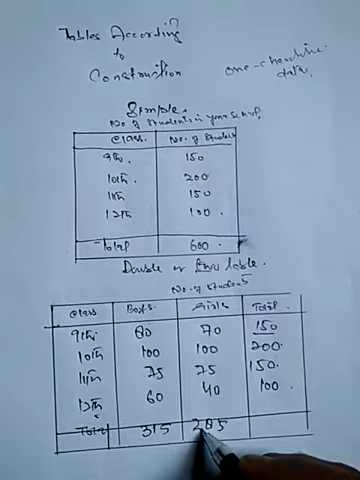 Tables According
to
Construction
one-
data.
Simple.
No. of students in your school,
Class. No. of Student
9th. 150
10th. 200
11th 150
12th 100
Total 600
Double or two table.
No. of Students
Class Boys. Girls Total.
9th 80 70 150
10th 100 100 200
11th 75 75 150.
12th 60 40 100
Total 315 285